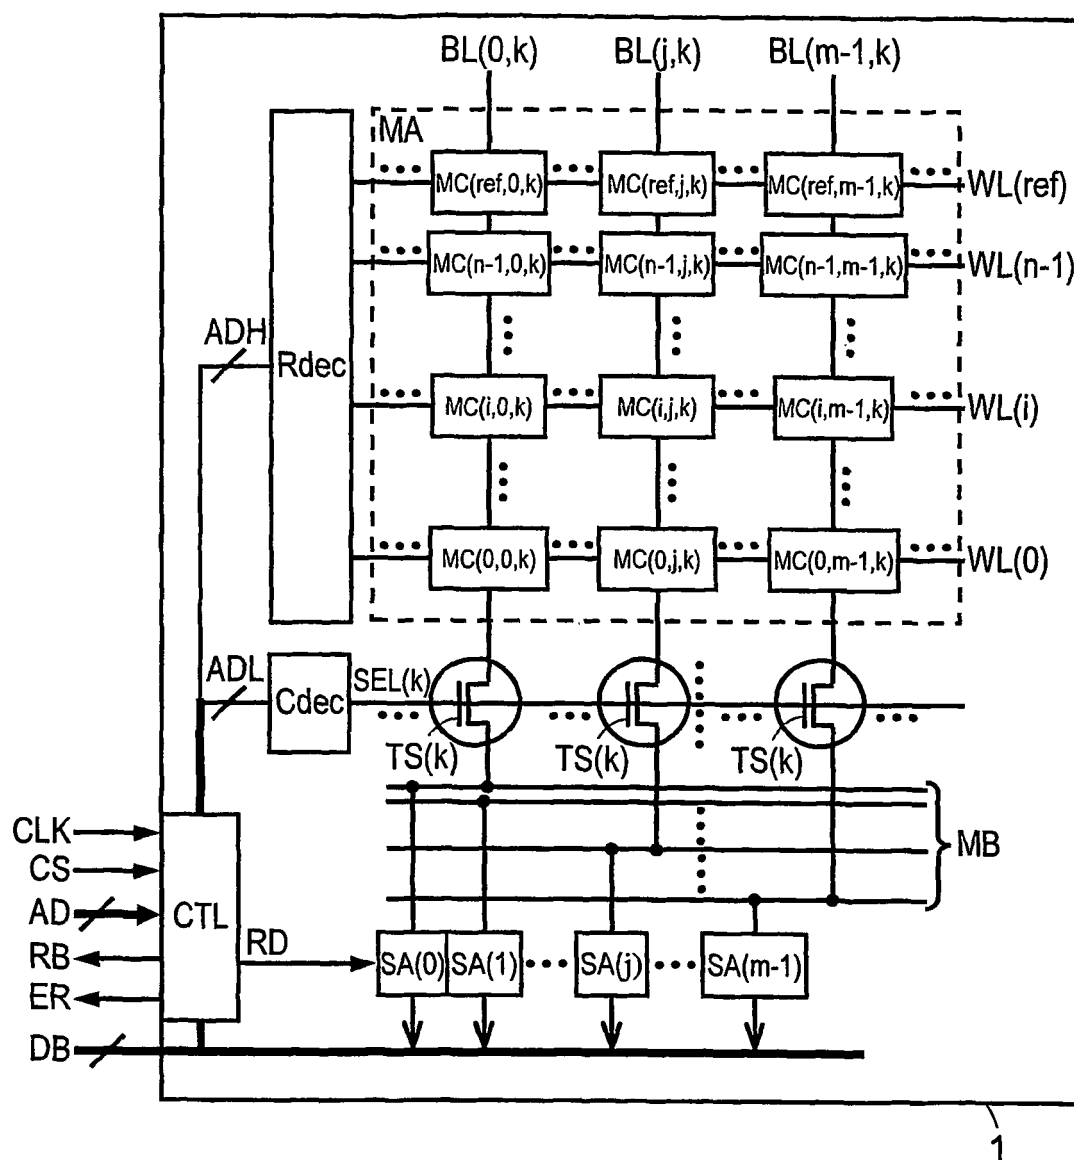 BL(0,k) BL(j,k) BL(m-1,k)
MA
MC(ref,0,k) MC(ref,j,k) MC(ref,m-1,k) WL(ref)
MC(n-1,0,k) MC(n-1,j,k) MC(n-1,m-1,k) WL(n-1)
ADH
Rdec
MC(i,0,k) MC(i,j,k) MC(i,m-1,k) WL(i)
MC(0,0,k) MC(0,j,k) MC(0,m-1,k) WL(0)
ADL
Cdec
SEL(k)
TS(k) TS(k) TS(k)
CLK
CS
AD
RB
ER
DB
CTL
MB
RD
SA(0) SA(1) SA(j) SA(m-1)
1